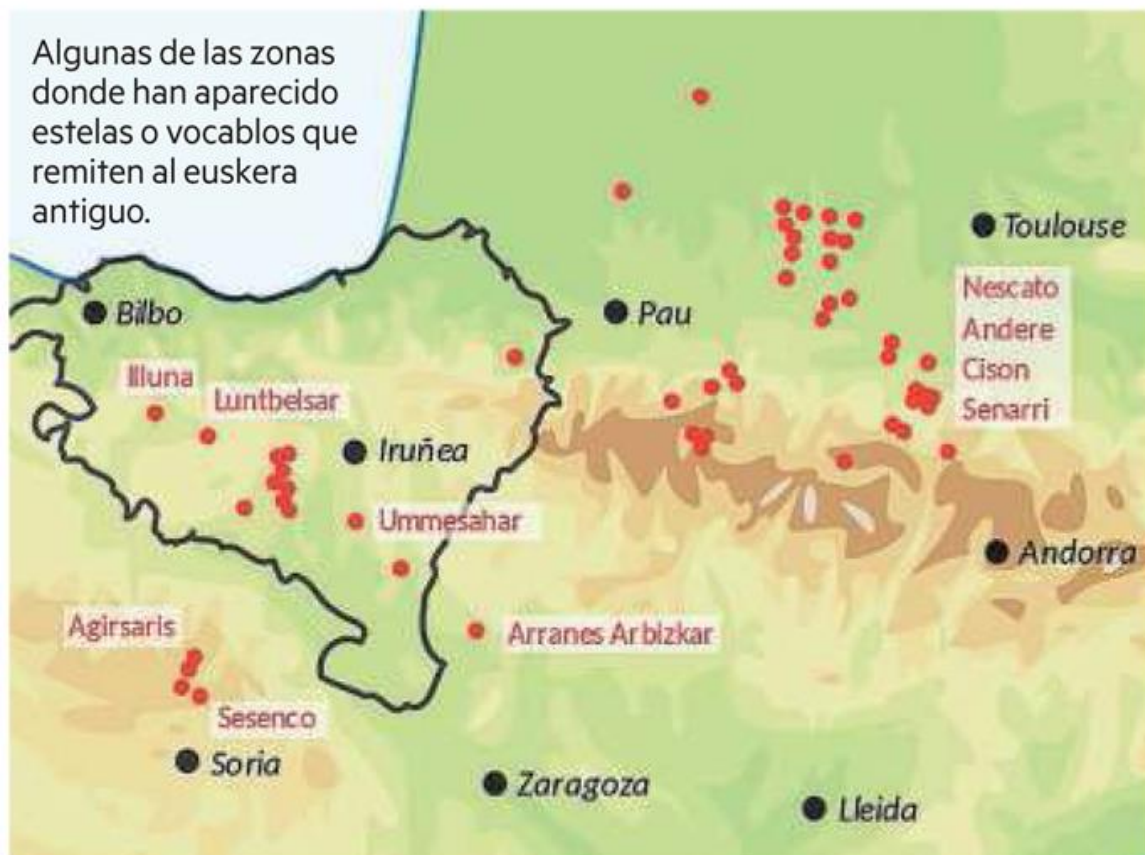 Algunas de las zonas
donde han aparecido
estelas o vocablos que
remiten al euskera
antiguo.
Toulouse
Bilbo
Pau
Nescato
Andere
Cison
Senarri
Illuna
Luntbelsar
Iruñea
Ummesahar
Andorra
Agirsaris
Arranes Arbizkar
Sesenco
Soria
Zaragoza
Lleida